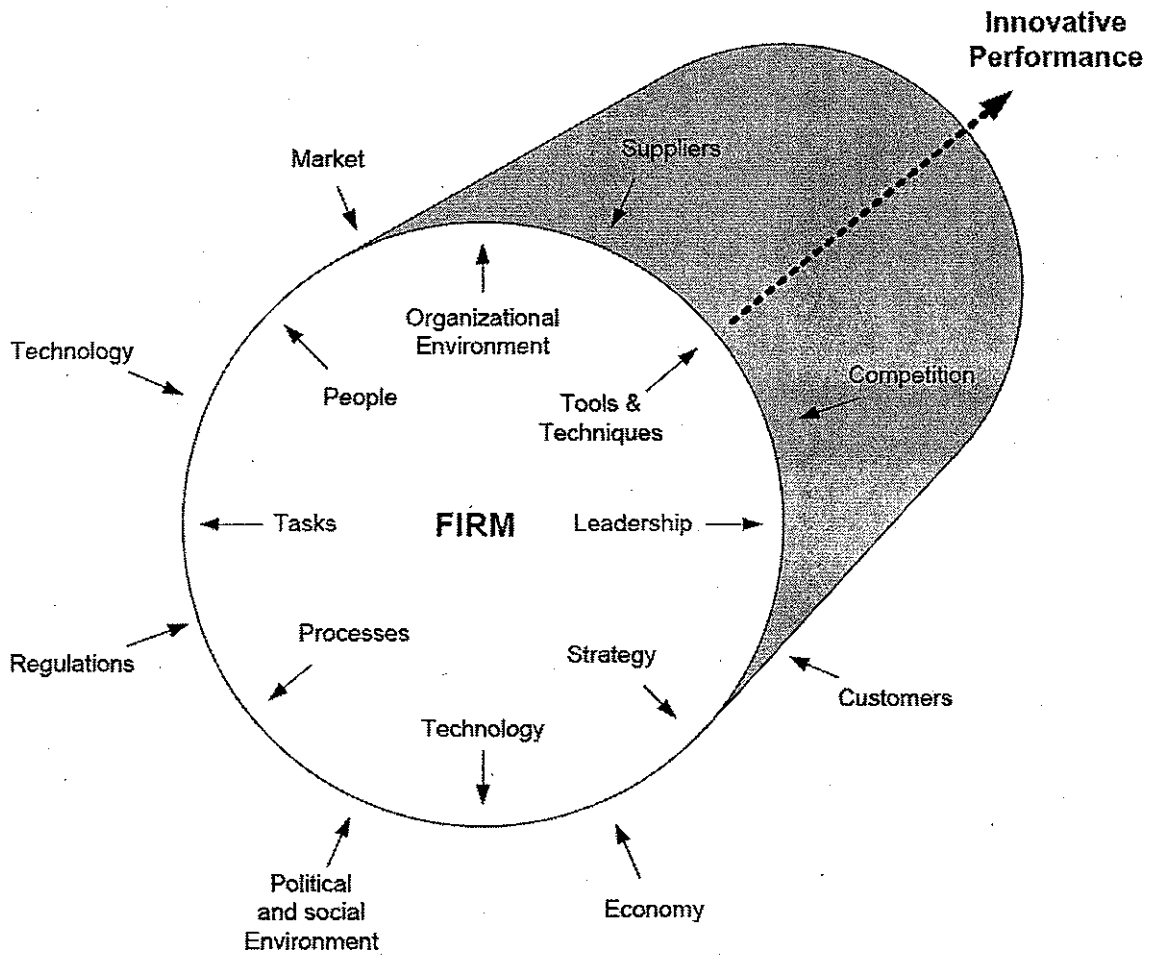 Innovative
Performance
Market
Suppliers
Organizational
Environment
Technology
People
Competition
Tools &
Techniques
Tasks
FIRM
Leadership
Processes
Strategy
Regulations
Customers
Technology
Political
and social
Environment
Economy